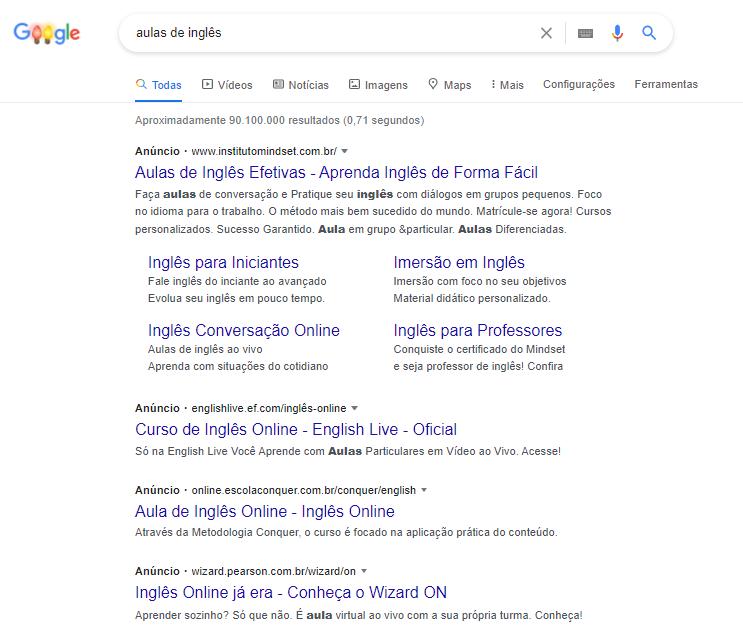 Google
aulas de inglês
Todas Vídeos Notícias Imagens Maps Mais Configurações Ferramentas
Aproximadamente 90.100.000 resultados (0,71 segundos)
Anúncio · www.institutomindset.com.br/
Aulas de Inglês Efetivas - Aprenda Inglês de Forma Fácil
Faça aulas de conversação e Pratique seu inglês com diálogos em grupos pequenos. Foco
no idioma para o trabalho. O método mais bem sucedido do mundo. Matrícule-se agora! Cursos
personalizados. Sucesso Garantido. Aula em grupo &particular. Aulas Diferenciadas.
Inglês para Iniciantes
Fale inglês do inciante ao avançado
Evolua seu inglês em pouco tempo.
Imersão em Inglês
Imersão com foco no seu objetivos
Material didático personalizado.
Inglês Conversação Online
Aulas de inglês ao vivo
Aprenda com situações do cotidiano
Inglês para Professores
Conquiste o certificado do Mindset
e seja professor de inglês! Confira
Anúncio · englishlive.ef.com/inglês-online
Curso de Inglês Online - English Live - Oficial
Só na English Live Você Aprende com Aulas Particulares em Vídeo ao Vivo. Acesse!
Anúncio · online.escolaconquer.com.br/conquer/english
Aula de Inglês Online - Inglês Online
Através da Metodologia Conquer, o curso é focado na aplicação prática do conteúdo.
Anúncio · wizard.pearson.com.br/wizard/on
Inglês Online já era - Conheça o Wizard ON
Aprender sozinho? Só que não. É aula virtual ao vivo com a sua própria turma. Conheça!